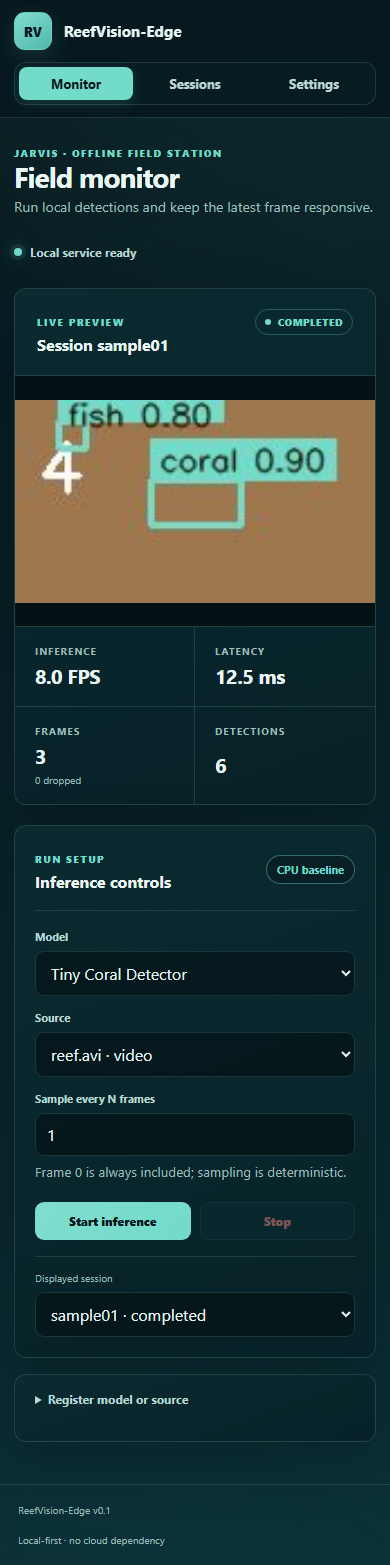 RV ReefVision-Edge
Monitor Sessions Settings
JARVIS · OFFLINE FIELD STATION
Field monitor
Run local detections and keep the latest frame responsive.
Local service ready
LIVE PREVIEW
COMPLETED
Session sample01
fish 0.80
4
coral 0.90
INFERENCE
8.0 FPS
LATENCY
12.5 ms
FRAMES
3
0 dropped
DETECTIONS
6
RUN SETUP
Inference controls
CPU baseline
Model
Tiny Coral Detector
Source
reef.avi · video
Sample every N frames
1
Frame 0 is always included; sampling is deterministic.
Start inference Stop
Displayed session
sample01 · completed
Register model or source
ReefVision-Edge v0.1
Local-first · no cloud dependency